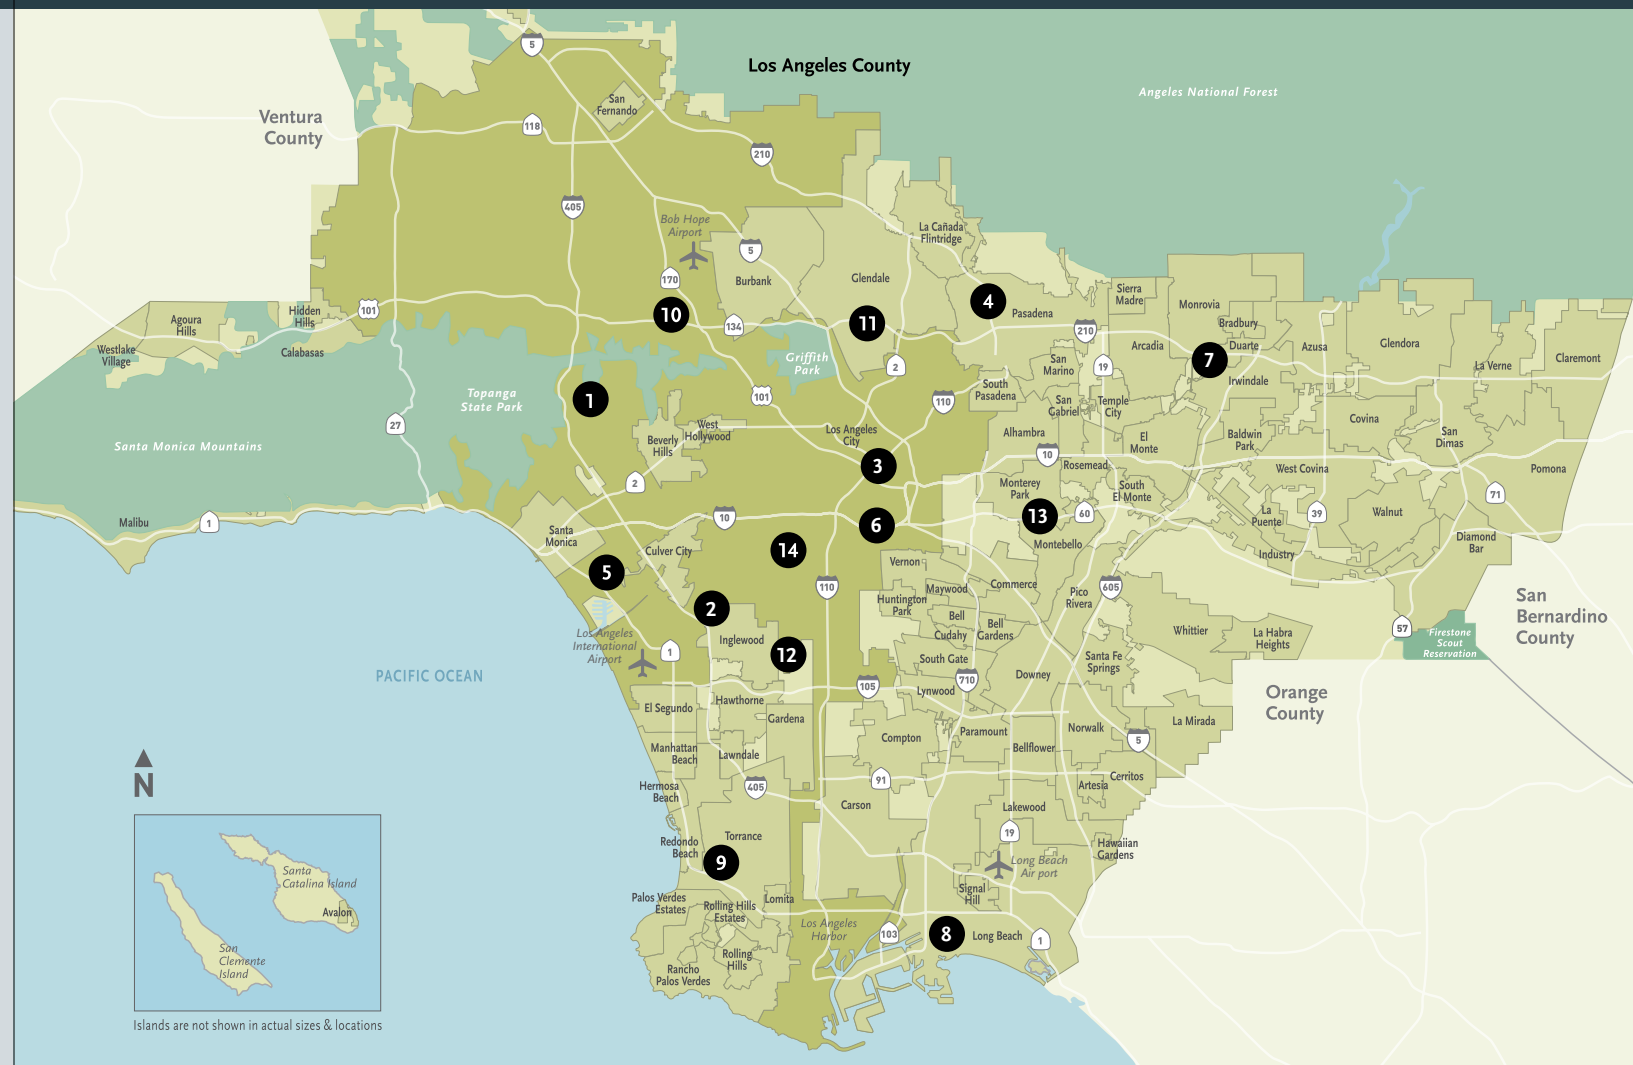 Los Angeles County
Angeles National Forest
Ventura
County
San
Fernando
5
118
210
405
Bob Hope
Airport
La Cañada
Flintridge
5
170
Burbank
Glendale
101
10
134
11
4
Pasadena
210
Sierra
Madre
Monrovia
Bradbury
Duarte
Agoura
Hills
Hidden
Hills
Calabasas
Westlake
Village
Griffith
Park
2
San
Marino
19
Arcadia
7
Irwindale
Azusa
Glendora
La Verne
Claremont
Topanga
State Park
1
101
110
South
Pasadena
San
Gabriel
Temple
City
27
Santa Monica Mountains
Beverly
Hills
West
Hollywood
Los Angeles
City
Alhambra
10
El
Monte
Baldwin
Park
Covina
San
Dimas
Pomona
3
2
Rosemead
Monterey
Park
South
El Monte
West Covina
71
Malibu
1
Santa
Monica
10
6
13
60
La
Puente
39
Walnut
Culver City
14
Montebello
Industry
Diamond
Bar
5
110
Vernon
Commerce
Maywood
Pico
Rivera
605
San
Bernardino
County
2
Huntington
Park
Bell
Cudahy
Bell
Gardens
Whittier
La Habra
Heights
57
Firestone
Scout
Reservation
Los Angeles
International
Airport
1
Inglewood
12
South Gate
Santa Fe
Springs
PACIFIC OCEAN
105
Lynwood
710
Downey
Orange
County
El Segundo
Hawthorne
Gardena
La Mirada
Manhattan
Beach
Lawndale
Compton
Paramount
Bellflower
Norwalk
5
N
Hermosa
Beach
405
91
Carson
Artesia
Cerritos
Lakewood
Redondo
Beach
Torrance
19
Hawaiian
Gardens
9
Long Beach
Air port
Santa
Catalina Island
Avalon
San
Clemente
Island
Palos Verdes
Estates
Rolling Hills
Estates
Lomita
Signal
Hill
Los Angeles
Harbor
103
8
Long Beach
1
Rolling
Hills
Rancho
Palos Verdes
Islands are not shown in actual sizes & locations